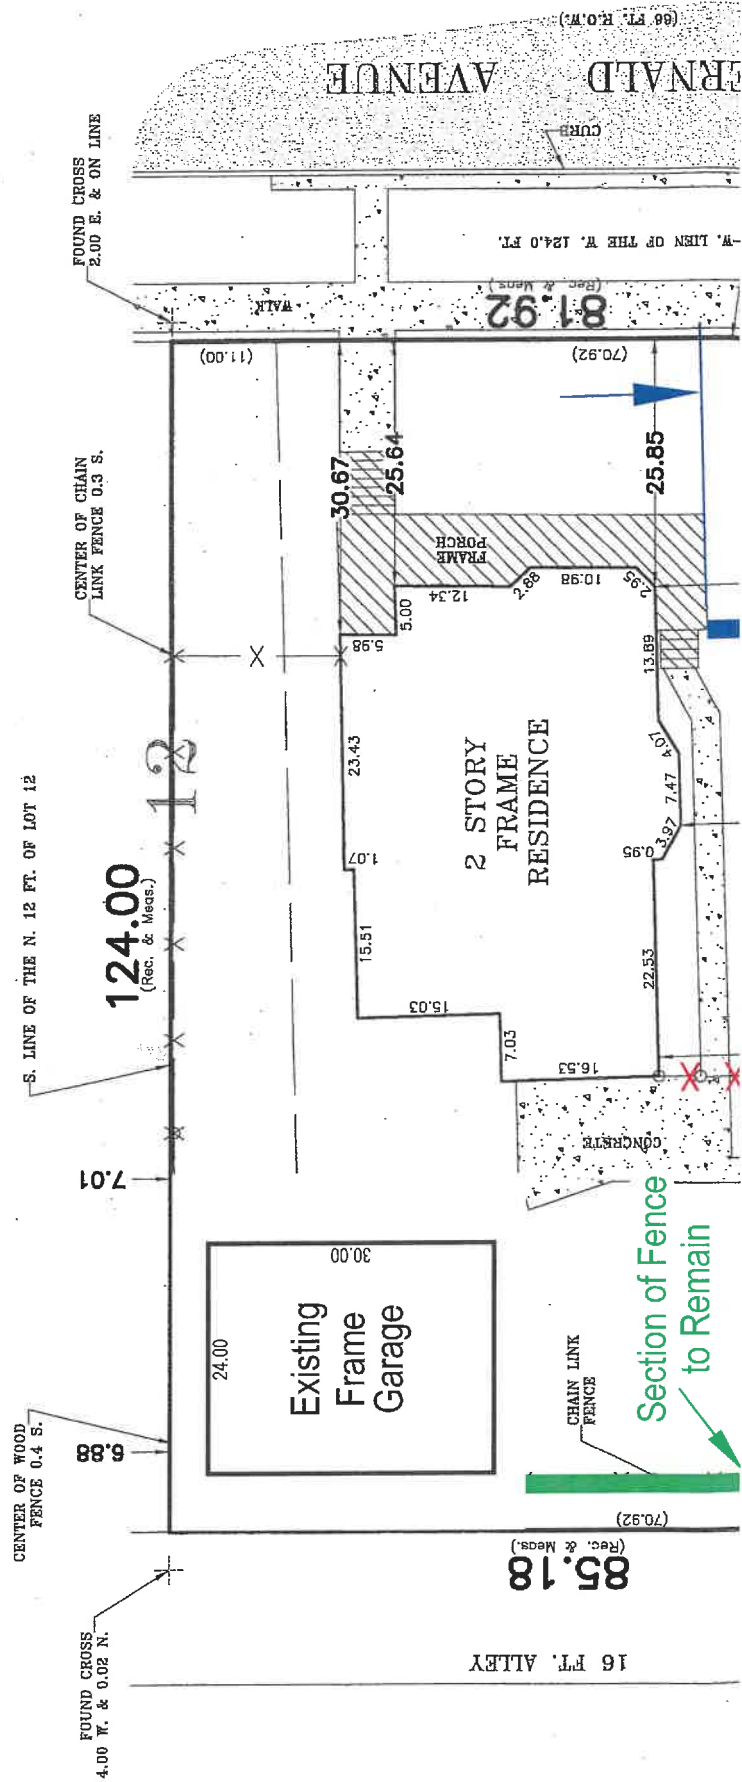 FOUND CROSS
4.00 W. & 0.02 N.
CENTER OF WOOD
FENCE 0.4 S.
S. LINE OF THE N. 12 FT. OF LOT 12
CENTER OF CHAIN
LINK FENCE 0.3 S.
FOUND CROSS
2.00 E. & ON LINE
124.00
(Rec. & Meas.)
12
6.88
7.01
(11.00)
WALK
24.00
30.00
Existing
Frame
Garage
15.51
1.07
23.43
5.98
30.67
5.00
25.64
15.03
7.03
12.34
2.88
10.98
2.95
FRAME
PORCH
2 STORY
FRAME
RESIDENCE
16.53
22.53
0.95
3.97
7.47
4.07
13.89
25.85
CONCRETE
CHAIN LINK
FENCE
Section of Fence
to Remain
16 FT. ALLEY
85.18
(Rec. & Meas.)
(70.92)
(70.92)
81.92
(Rec. & Meas)
W. LIEN OF THE W. 124.0 FT.
CURB
ERNALD
AVENUE
(66 FT. R.O.W.)